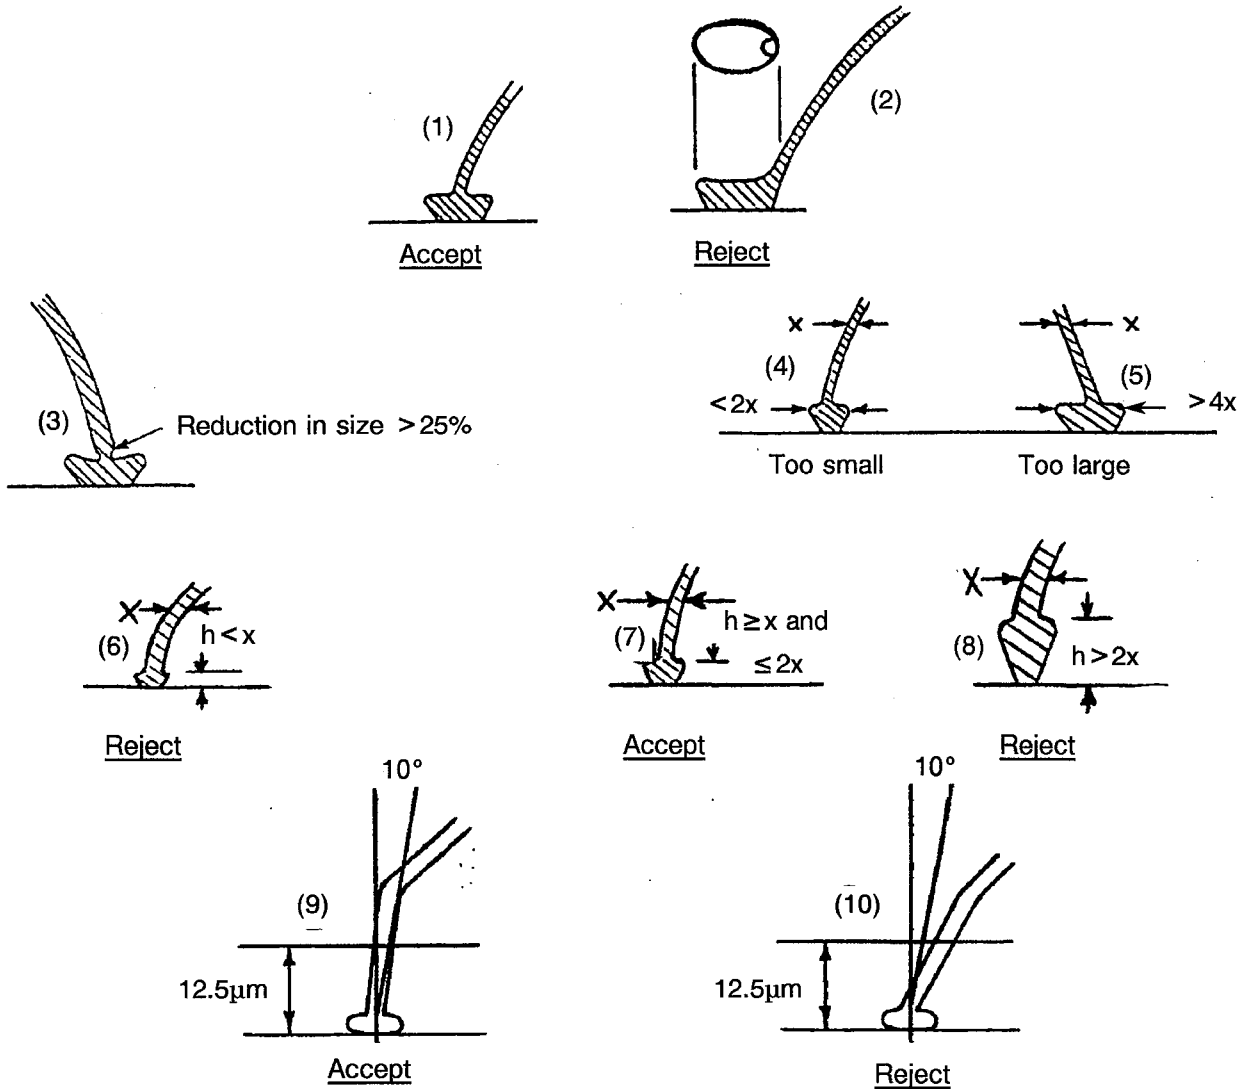 (1)
(2)
Accept
Reject
(3)
Reduction in size >25%
x
(4)
<2x
x
(5)
>4x
Too small
Too large
X
(6)
h<x
X
(7)
h≥x and
≤2x
X
(8)
h>2x
Reject
Accept
Reject
10°
10°
(9)
(10)
12.5µm
12.5µm
Accept
Reject